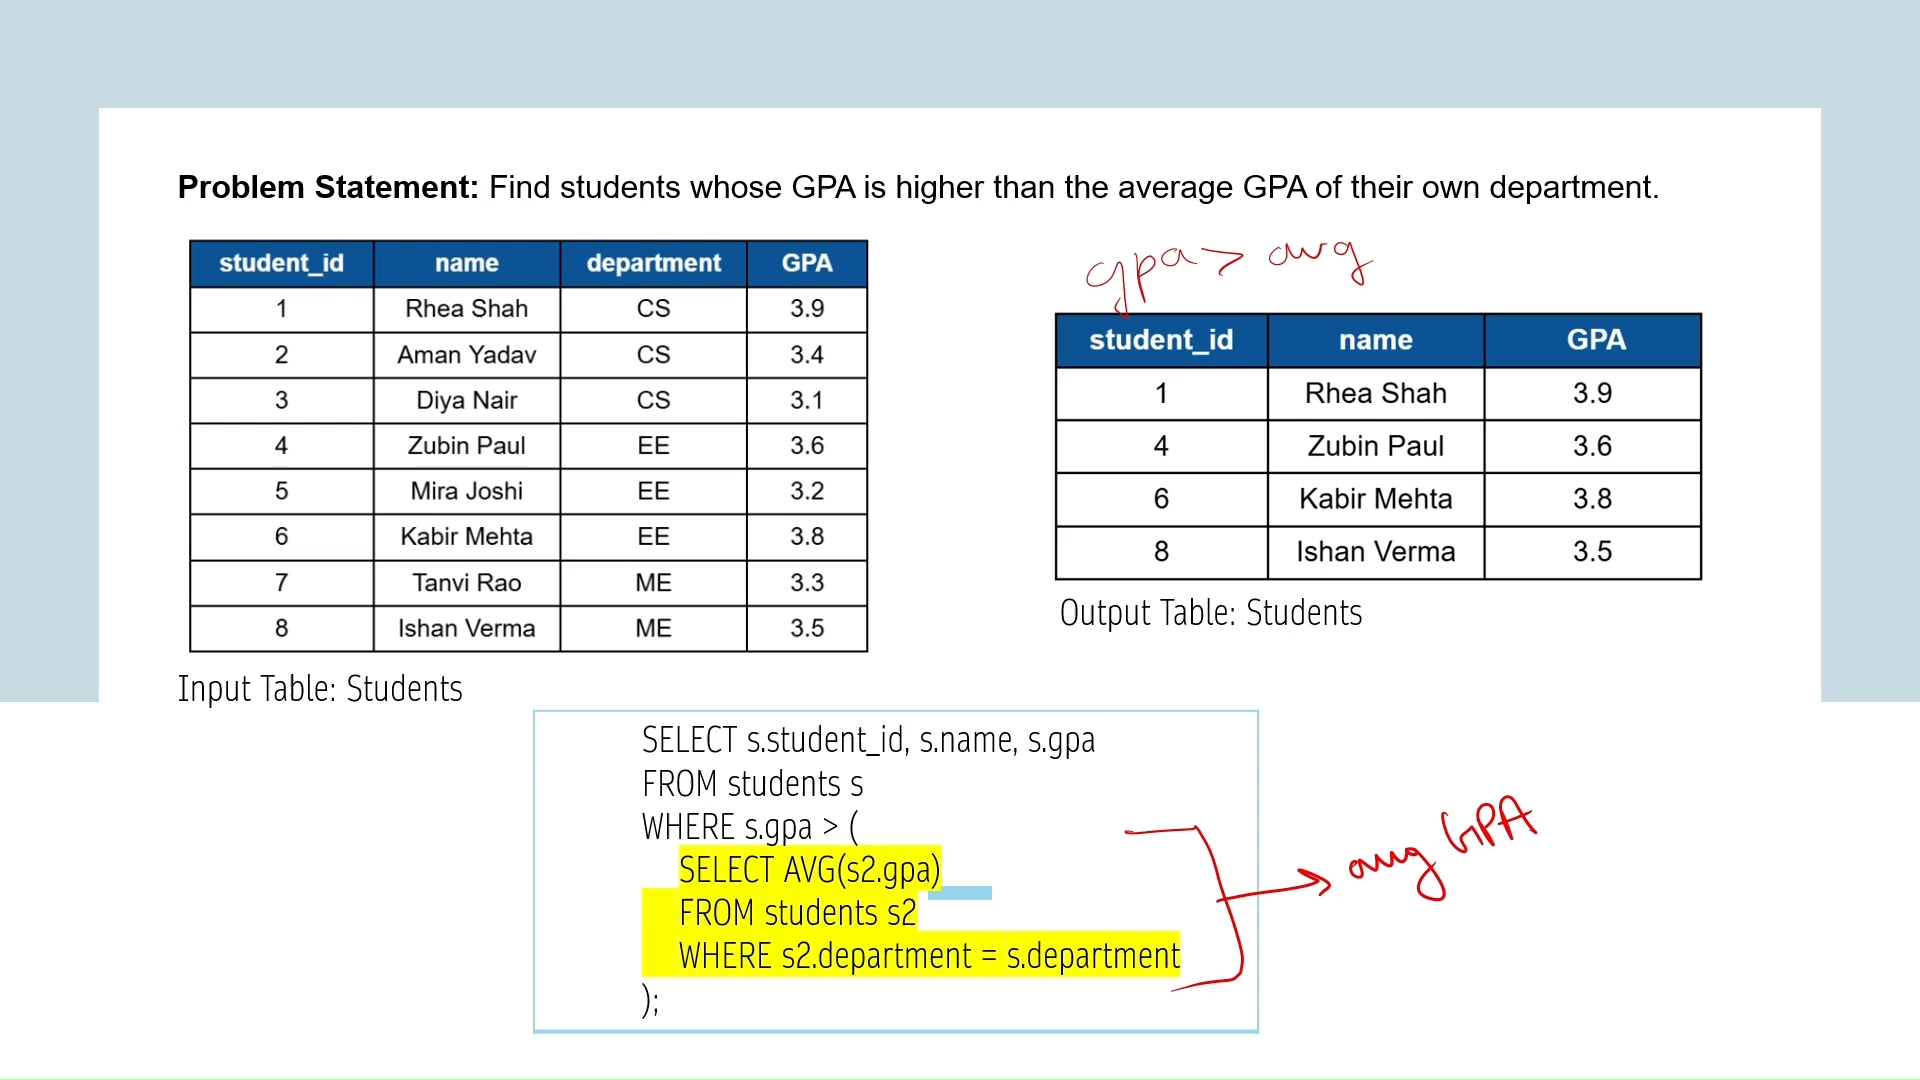 Problem Statement: Find students whose GPA is higher than the average GPA of their own department.
student_id name department GPA
1 Rhea Shah CS 3.9
2 Aman Yadav CS 3.4
3 Diya Nair CS 3.1
4 Zubin Paul EE 3.6
5 Mira Joshi EE 3.2
6 Kabir Mehta EE 3.8
7 Tanvi Rao ME 3.3
8 Ishan Verma ME 3.5
Input Table: Students
gpa > avg
student_id name GPA
1 Rhea Shah 3.9
4 Zubin Paul 3.6
6 Kabir Mehta 3.8
8 Ishan Verma 3.5
Output Table: Students
SELECT s.student_id, s.name, s.gpa
FROM students s
WHERE s.gpa > (
SELECT AVG(s2.gpa)
FROM students s2
WHERE s2.department = s.department
);
avg GPA